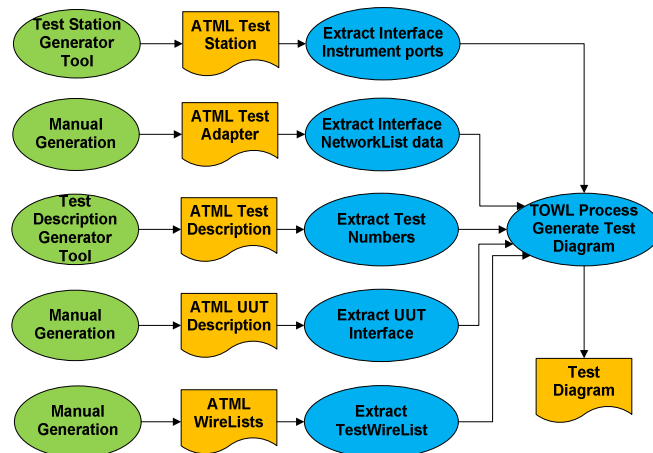 Test Station
Generator
Tool
ATML Test
Station
Extract Interface
Instrument ports
Manual
Generation
ATML Test
Adapter
Extract Interface
NetworkList data
Test
Description
Generator
Tool
ATML Test
Description
Extract Test
Numbers
TOWL Process
Generate Test
Diagram
Manual
Generation
ATML UUT
Description
Extract UUT
Interface
Manual
Generation
ATML
WireLists
Extract
TestWireList
Test
Diagram